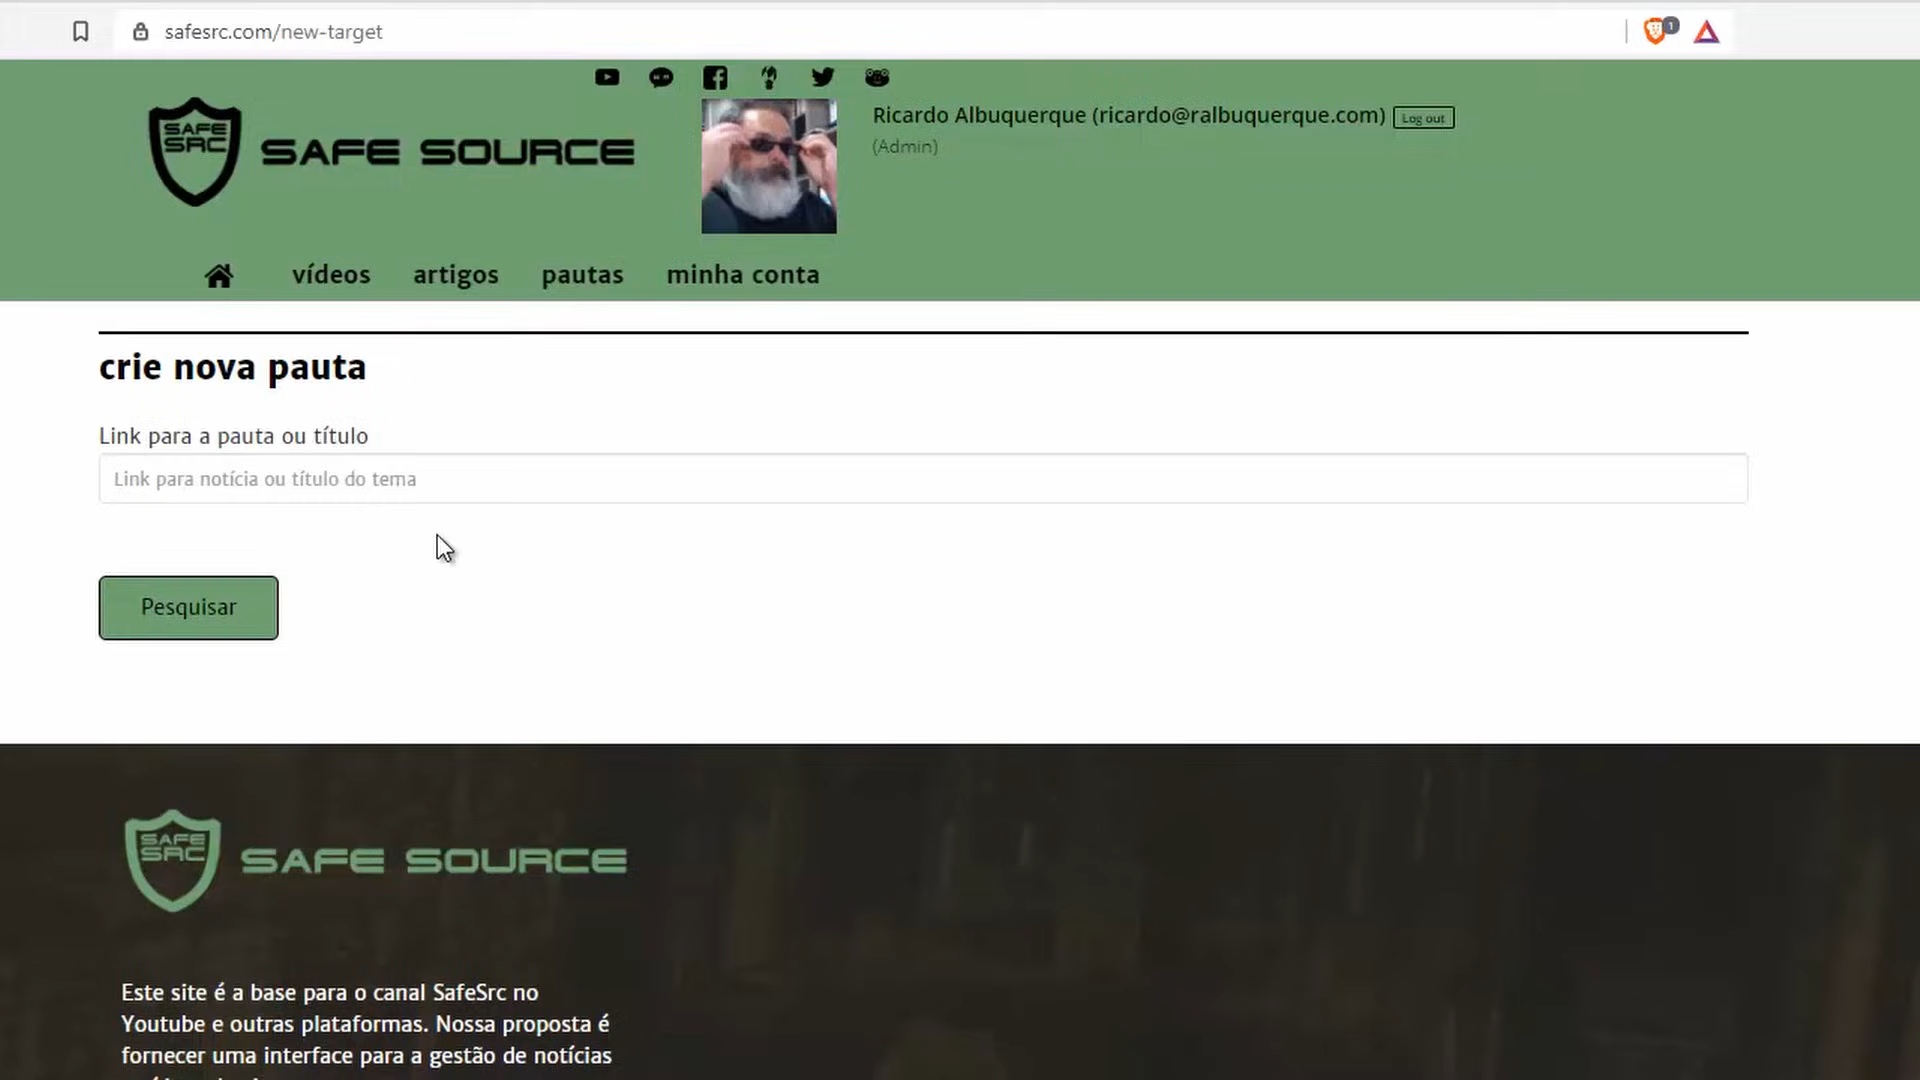 safesrc.com/new-target
1
SAFE
SRC
SAFE SOURCE
Ricardo Albuquerque (ricardo@ralbuquerque.com) Log out
(Admin)
vídeos artigos pautas minha conta
crie nova pauta
Link para a pauta ou título
Link para notícia ou título do tema
Pesquisar
SAFE
SRC
SAFE SOURCE
Este site é a base para o canal SafeSrc no
Youtube e outras plataformas. Nossa proposta é
fornecer uma interface para a gestão de notícias